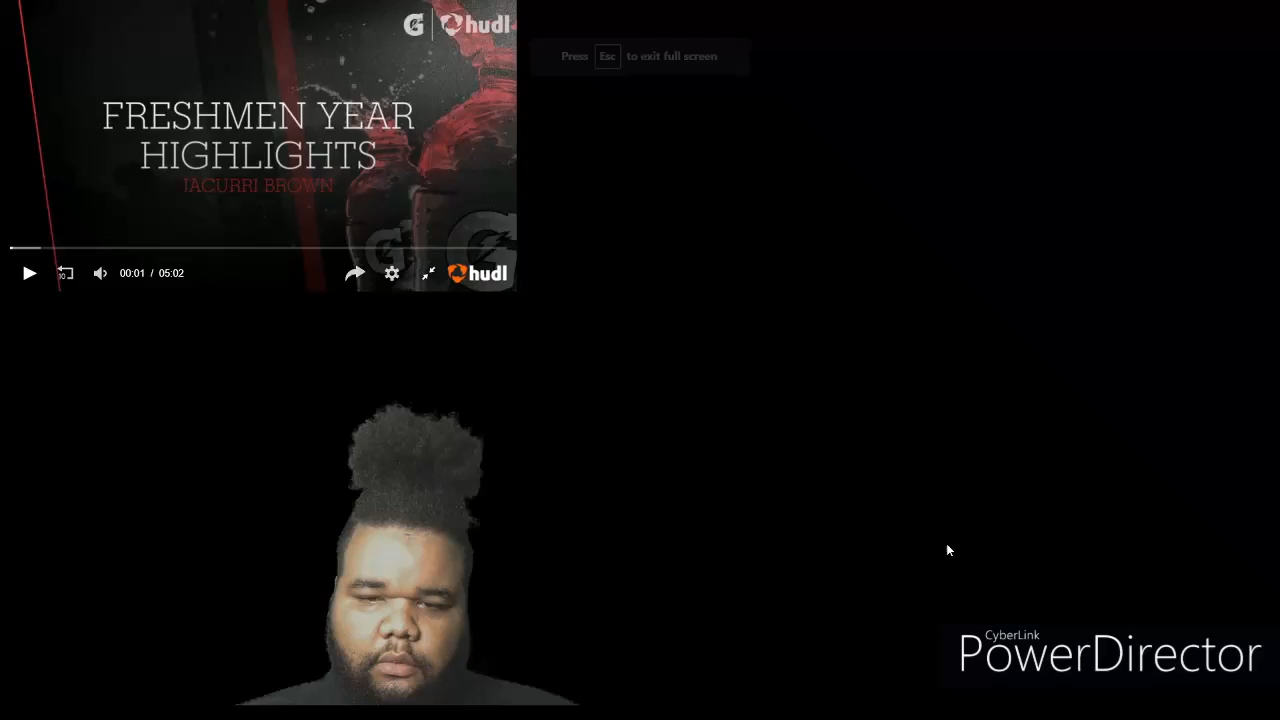 G hudl
Press Esc to exit full screen
FRESHMEN YEAR
HIGHLIGHTS
JACURRI BROWN
G G
10
00:01 / 05:02
hudl
CyberLink
PowerDirector